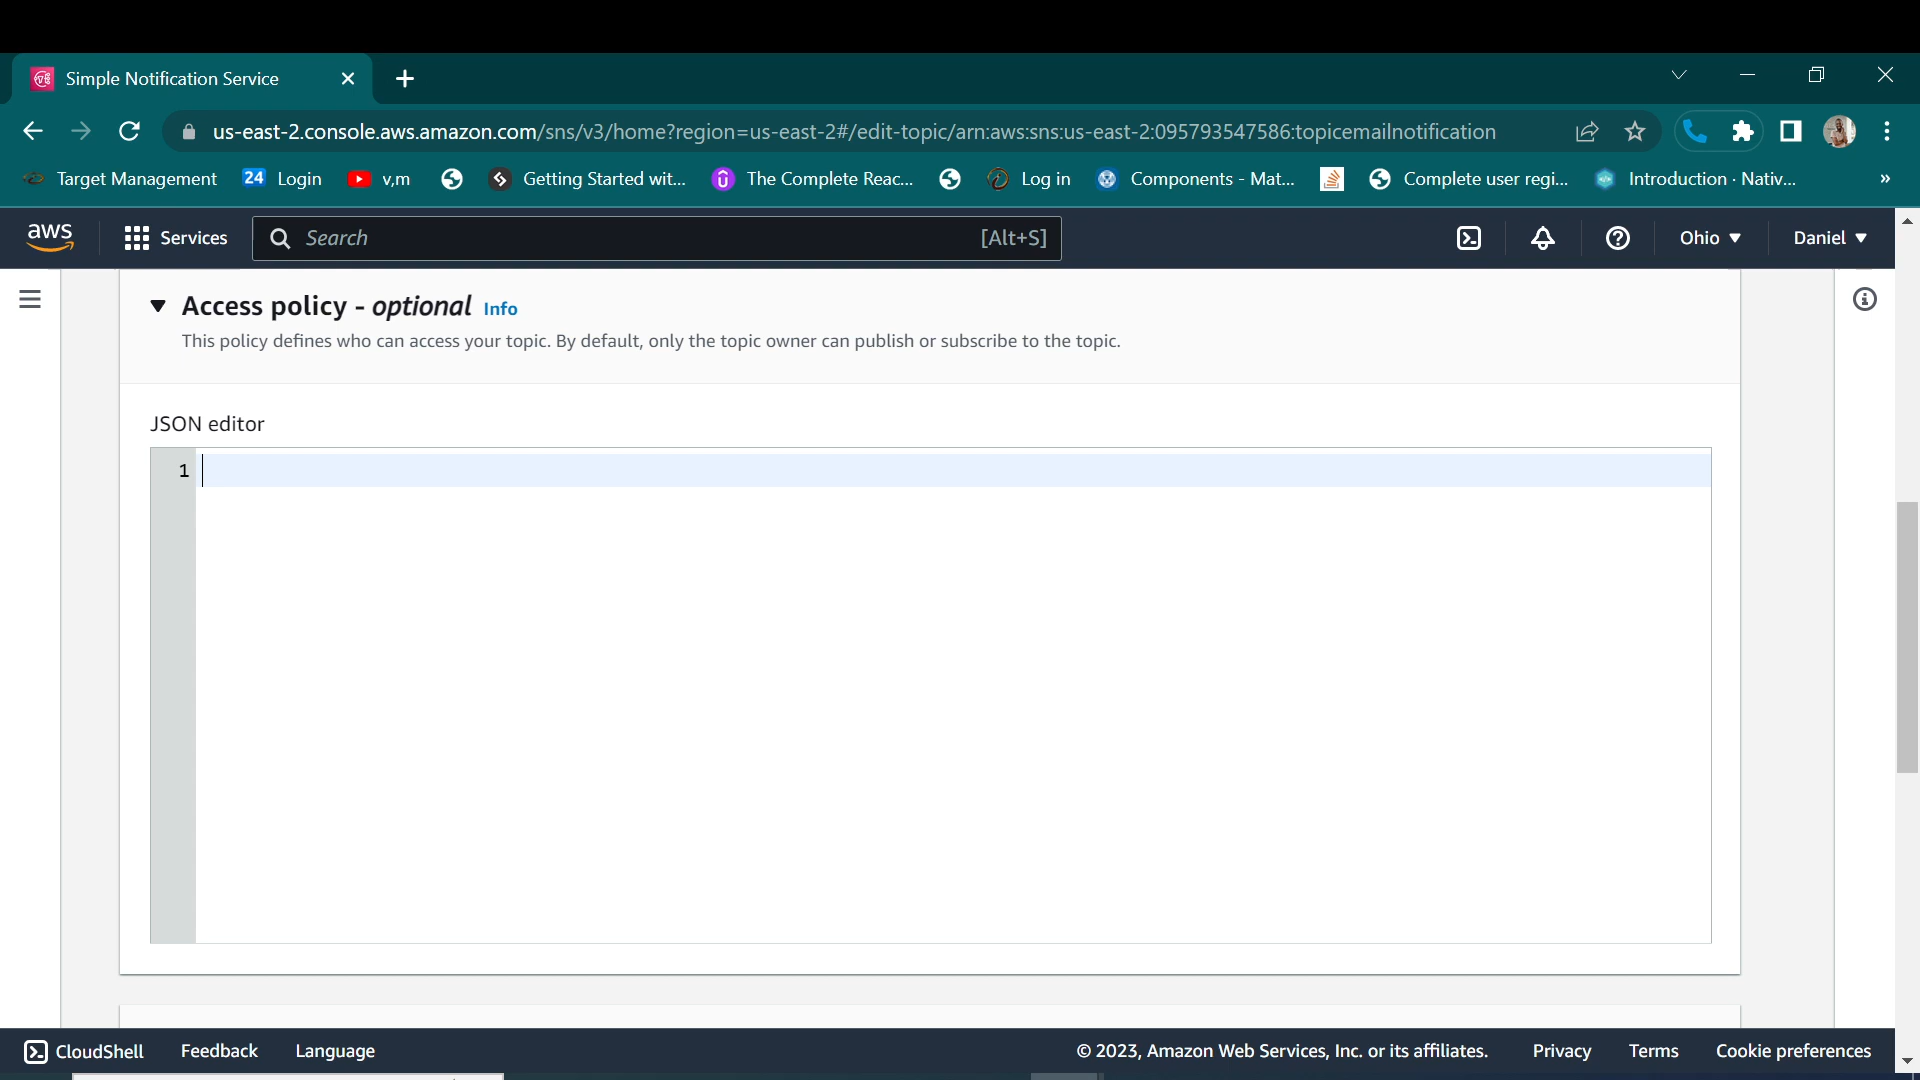 Simple Notification Service
us-east-2.console.aws.amazon.com/sns/v3/home?region=us-east-2#/edit-topic/arn:aws:sns:us-east-2:095793547586:topicemailnotification
Target Management 24 Login v,m Getting Started wit... The Complete Reac... Log in Components - Mat... Complete user regi... Introduction · Nativ... »
aws Services Search [Alt+S] Ohio Daniel
Access policy - optional Info
This policy defines who can access your topic. By default, only the topic owner can publish or subscribe to the topic.
JSON editor
1
CloudShell Feedback Language © 2023, Amazon Web Services, Inc. or its affiliates. Privacy Terms Cookie preferences